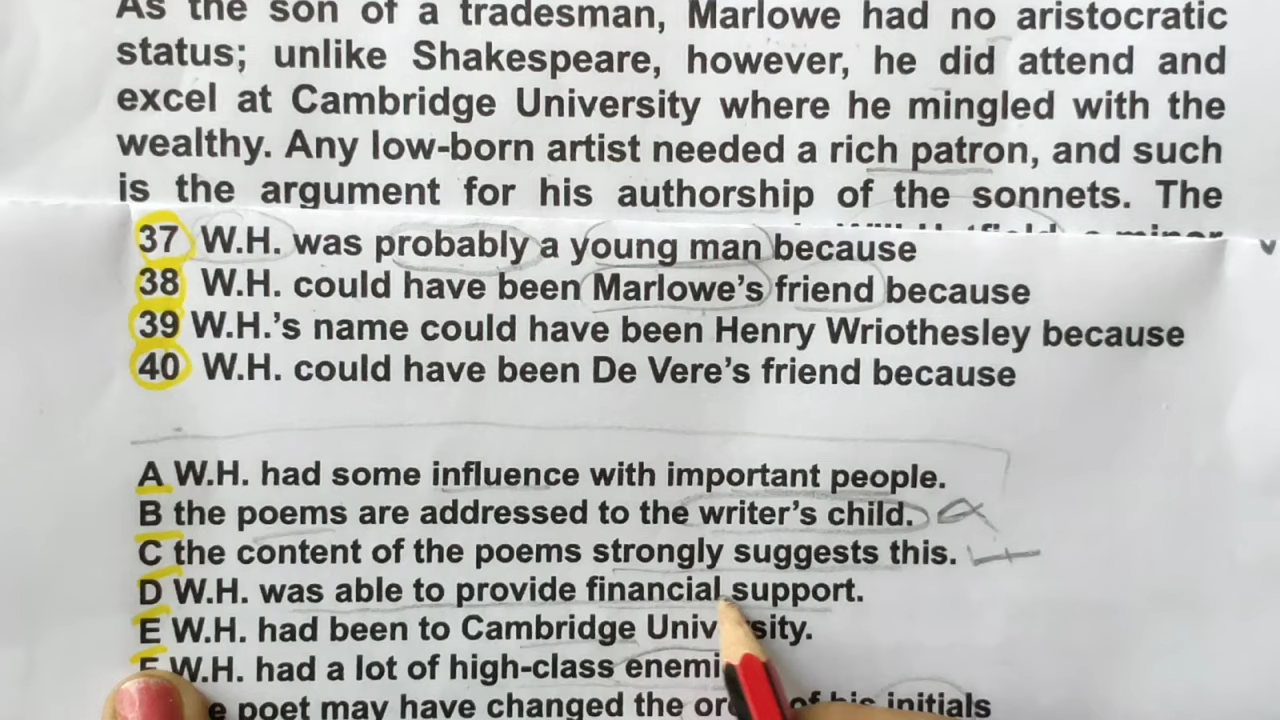 As the son of a tradesman, Marlowe had no aristocratic
status; unlike Shakespeare, however, he did attend and
excel at Cambridge University where he mingled with the
wealthy. Any low-born artist needed a rich patron, and such
is the argument for his authorship of the sonnets. The
37 W.H. was probably a young man because
38 W.H. could have been Marlowe's friend because
39 W.H.'s name could have been Henry Wriothesley because
40 W.H. could have been De Vere's friend because
A W.H. had some influence with important people.
B the poems are addressed to the writer's child.
C the content of the poems strongly suggests this.
D W.H. was able to provide financial support.
E W.H. had been to Cambridge
F W.H. had a lot of high-class
poet may have changed the of his initials